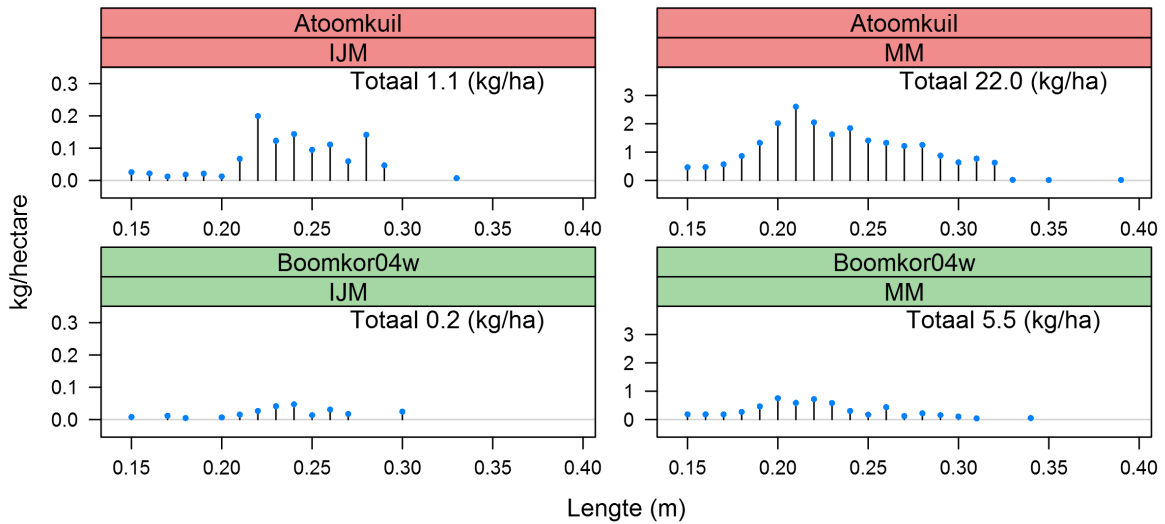 Atoomkuil
IJM
Totaal 1.1 (kg/ha)
0.3
0.2
0.1
0.0
0.15 0.20 0.25 0.30 0.35 0.40
Atoomkuil
MM
Totaal 22.0 (kg/ha)
3
2
1
0
0.15 0.20 0.25 0.30 0.35 0.40
Boomkor04w
IJM
Totaal 0.2 (kg/ha)
0.3
0.2
0.1
0.0
0.15 0.20 0.25 0.30 0.35 0.40
Boomkor04w
MM
Totaal 5.5 (kg/ha)
3
2
1
0
0.15 0.20 0.25 0.30 0.35 0.40
kg/hectare
Lengte (m)